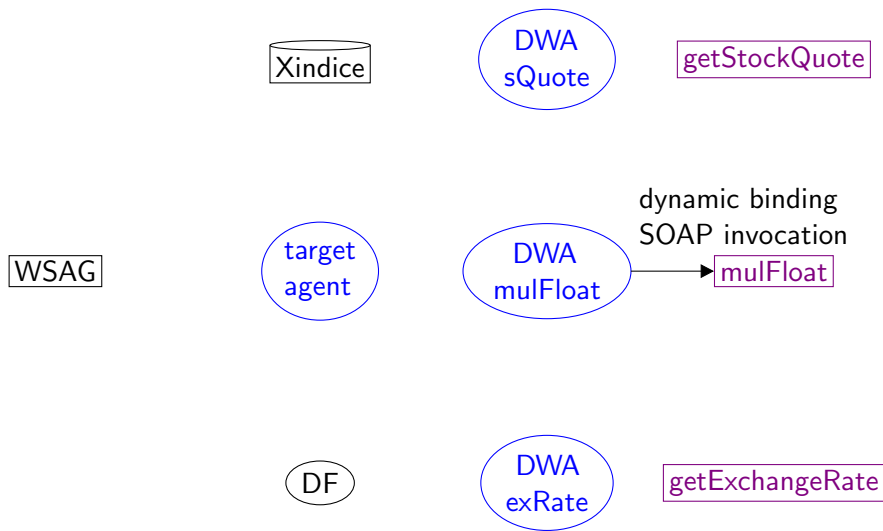 Xindice
DWA
sQuote
getStockQuote
dynamic binding
SOAP invocation
WSAG
target
agent
DWA
mulFloat
mulFloat
DF
DWA
exRate
getExchangeRate